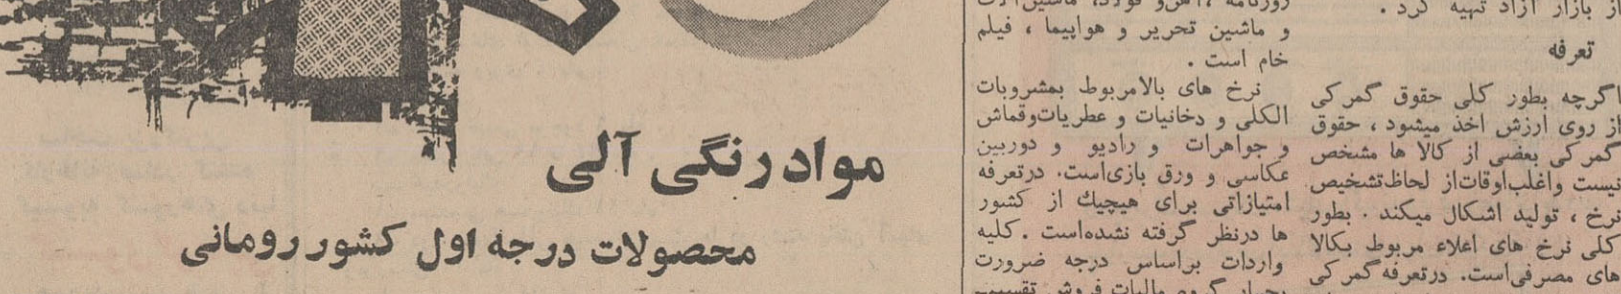 از بازار آزاد تهیه کرد .
تعرفه
اگرچه بطور کلی حقوق گمرکی
از روی ارزش اخذ میشود ، حقوق
گمرکی بعضی از کالا ها مشخص
نیست واغلب‌اوقات‌از لحاظ‌تشخیص
نرخ ، تولید اشکال میکند . بطور
کلی نرخ های اعلاء مربوط بکالا
های مصرفی‌است. درتعرفه گمرکی
و ماشین تحریر و هواپیما ، فیلم
خام است .
نرخ های بالامربوط بمشروبات
الکلی و دخانیات و عطریات‌وقماش
و جواهرات و رادیو و دوربین
عکاسی و ورق بازی‌است. درتعرفه
امتیازاتی برای هیچیك از کشور
ها درنظر گرفته نشده‌است .کلیه
واردات براساس درجه ضرورت
مواد رنگی آلی
محصولات درجه اول کشور رومانی